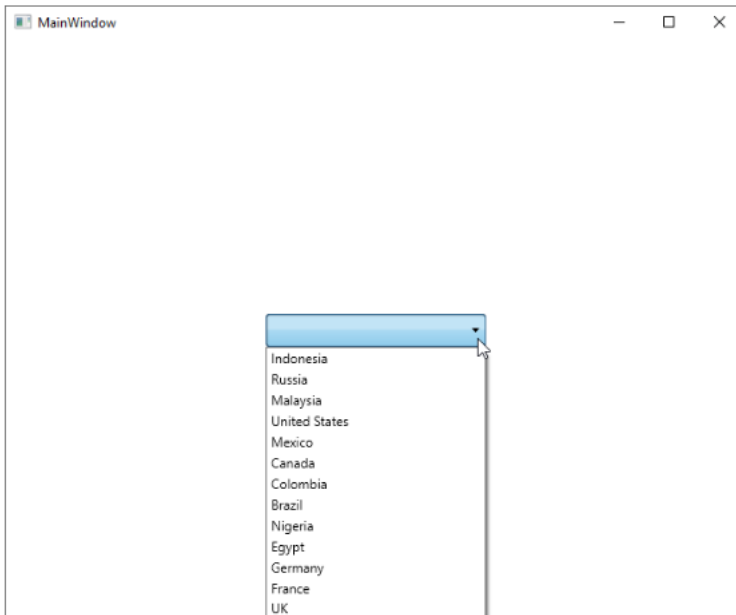 MainWindow
Indonesia
Russia
Malaysia
United States
Mexico
Canada
Colombia
Brazil
Nigeria
Egypt
Germany
France
UK